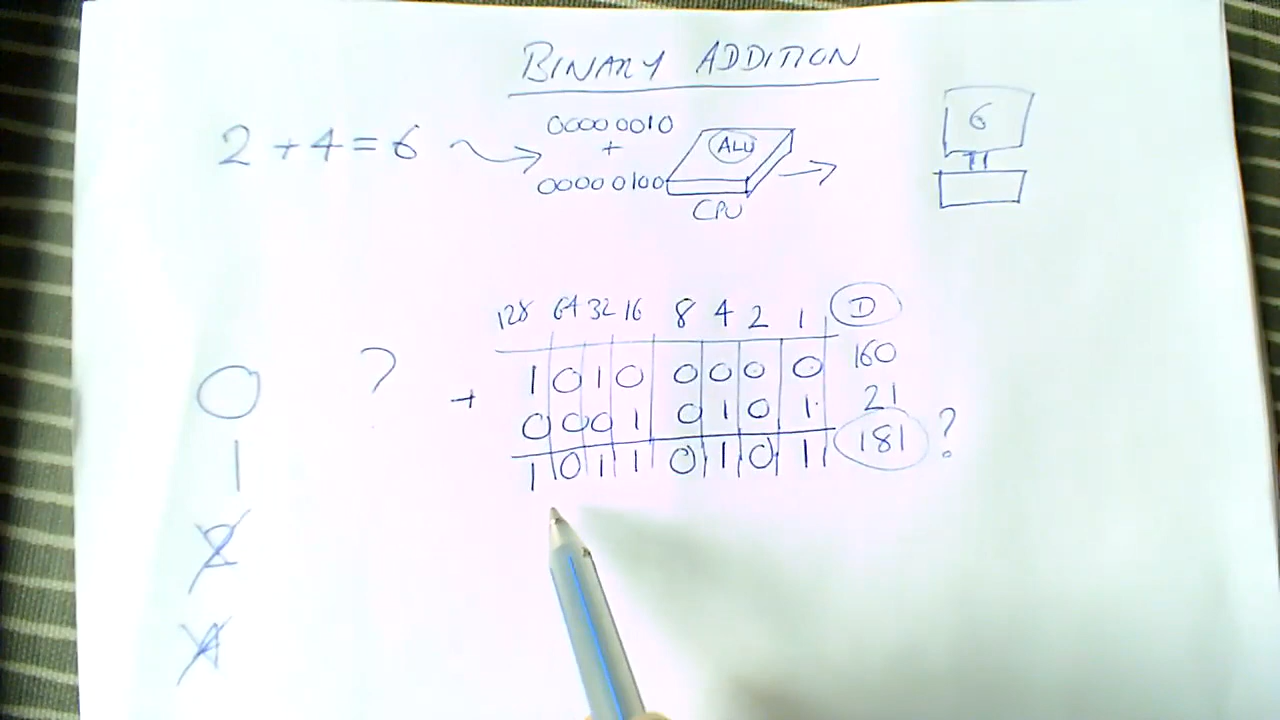 BINARY ADDITION
2 + 4 = 6
00000010
+
00000100
ALU
CPU
6
128 64 32 16 8 4 2 1 D
1 0 1 0 0 0 0 0 160
+ 0 0 0 1 0 1 0 1 21
1 0 1 1 0 1 0 1 181 ?
0 ?
1
2
4